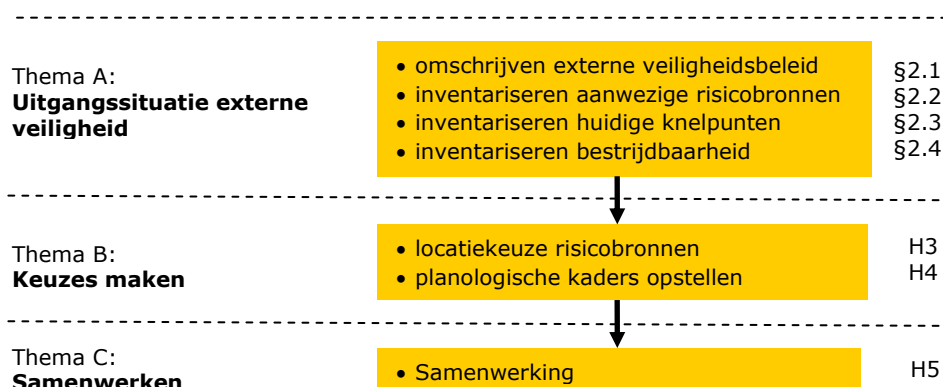 Thema A:
Uitgangssituatie externe
veiligheid
• omschrijven externe veiligheidsbeleid
• inventariseren aanwezige risicobronnen
• inventariseren huidige knelpunten
• inventariseren bestrijdbaarheid
§2.1
§2.2
§2.3
§2.4
Thema B:
Keuzes maken
• locatiekeuze risicobronnen
• planologische kaders opstellen
H3
H4
Thema C:
Samenwerken
• Samenwerking
H5